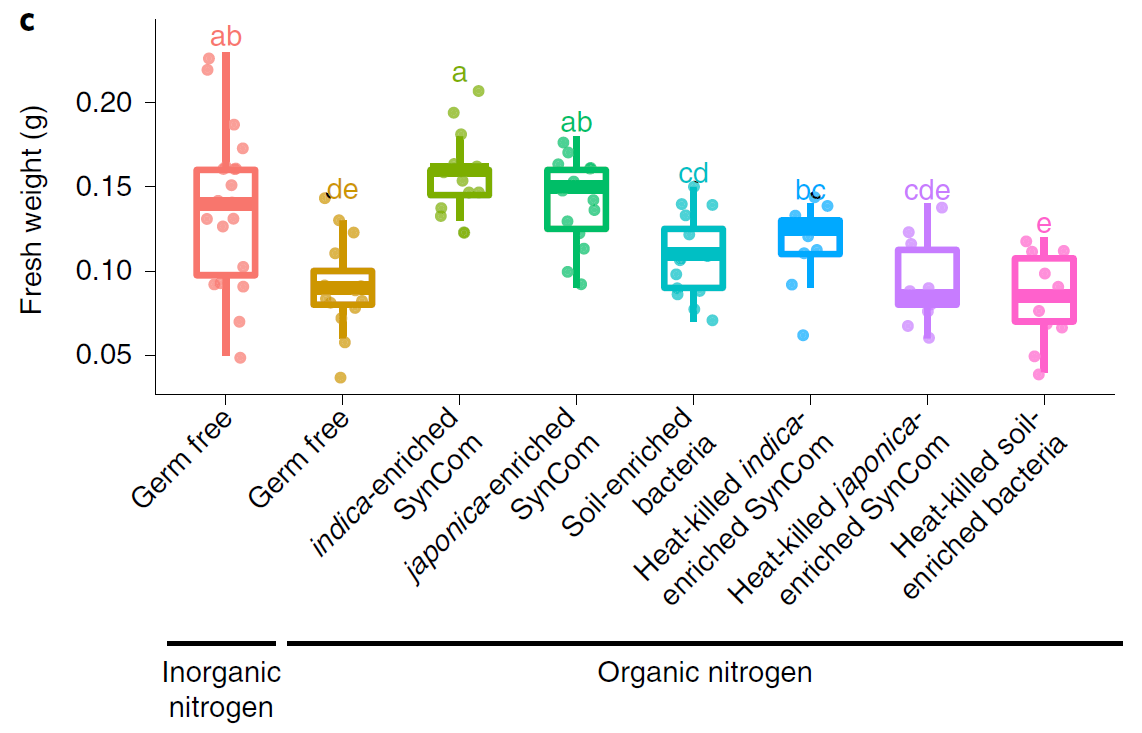 c
Fresh weight (g)
0.20
0.15
0.10
0.05
ab
de
a
ab
cd
bc
cde
e
Germ free
Germ free
indica-enriched
SynCom
japonica-enriched
SynCom
Soil-enriched
bacteria
Heat-killed indica-
enriched SynCom
Heat-killed japonica-
enriched SynCom
Heat-killed soil-
enriched bacteria
Inorganic
nitrogen
Organic nitrogen